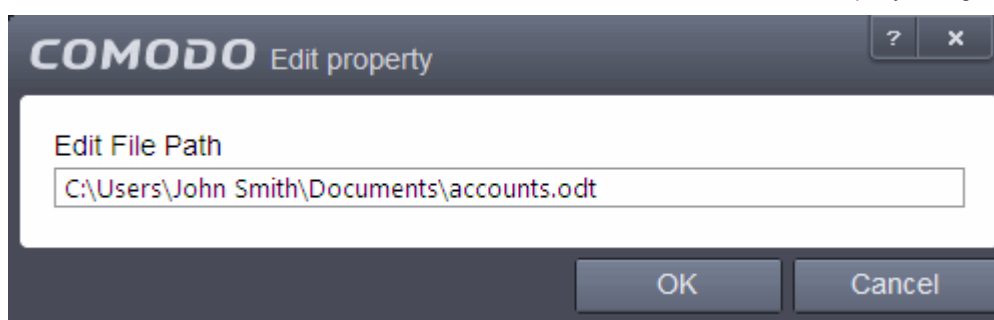 COMODO Edit property
? x
Edit File Path
C:\Users\John Smith\Documents\accounts.odt
OK Cancel